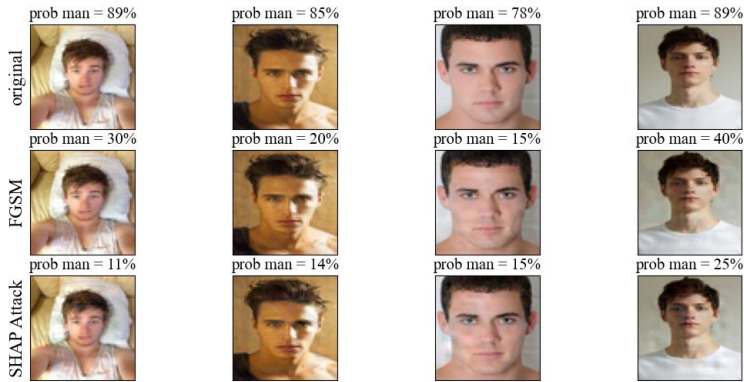 prob man = 89% prob man = 85% prob man = 78% prob man = 89%
original
prob man = 30% prob man = 20% prob man = 15% prob man = 40%
FGSM
prob man = 11% prob man = 14% prob man = 15% prob man = 25%
SHAP Attack